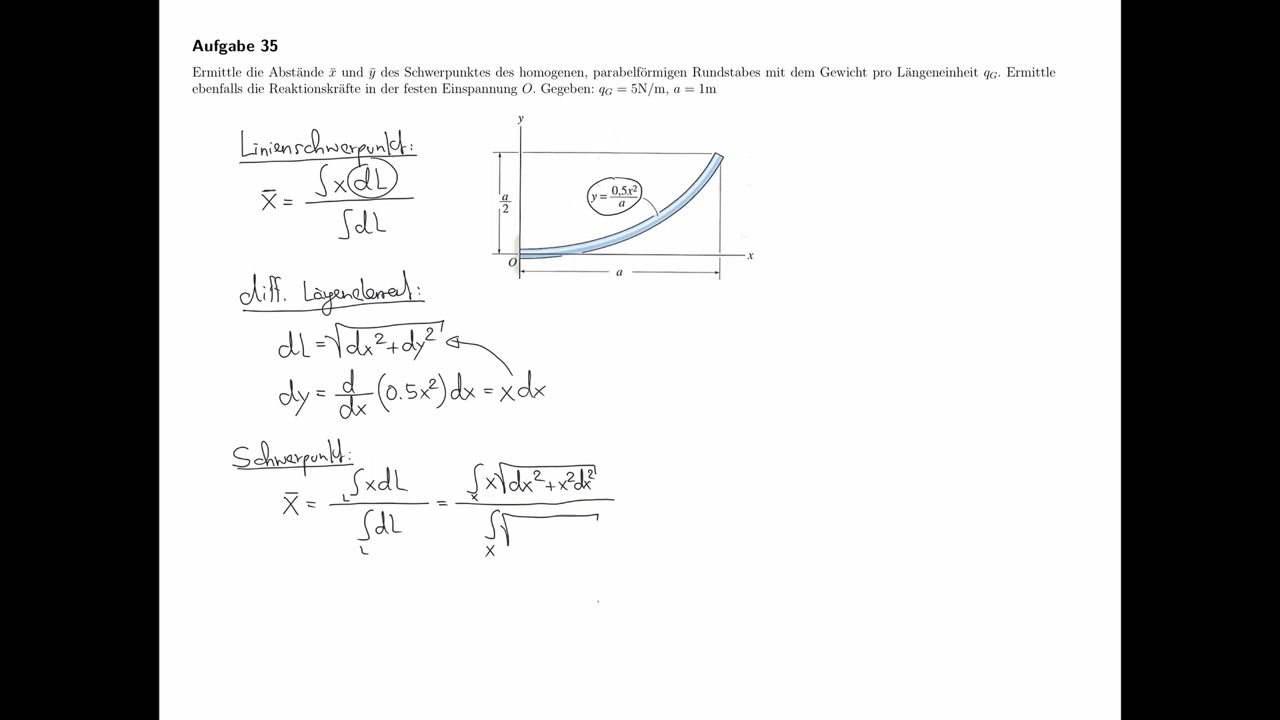 Aufgabe 35
Ermittle die Abstände x̄ und ȳ des Schwerpunktes des homogenen, parabelförmigen Rundstabes mit dem Gewicht pro Längeneinheit q_G. Ermittle
ebenfalls die Reaktionskräfte in der festen Einspannung O. Gegeben: q_G = 5N/m, a = 1m
Linienschwerpunkt:
x̄ = ∫x dL / ∫dL
y
a/2
y = 0,5x²/a
O
x
a
diff. Längenelement:
dL = √(dx²+dy²)
dy = d/dx (0.5x²) dx = x dx
Schwerpunkt:
x̄ = ∫_L x dL / ∫_L dL = ∫_x x√(dx²+x²dx²) / ∫_x √